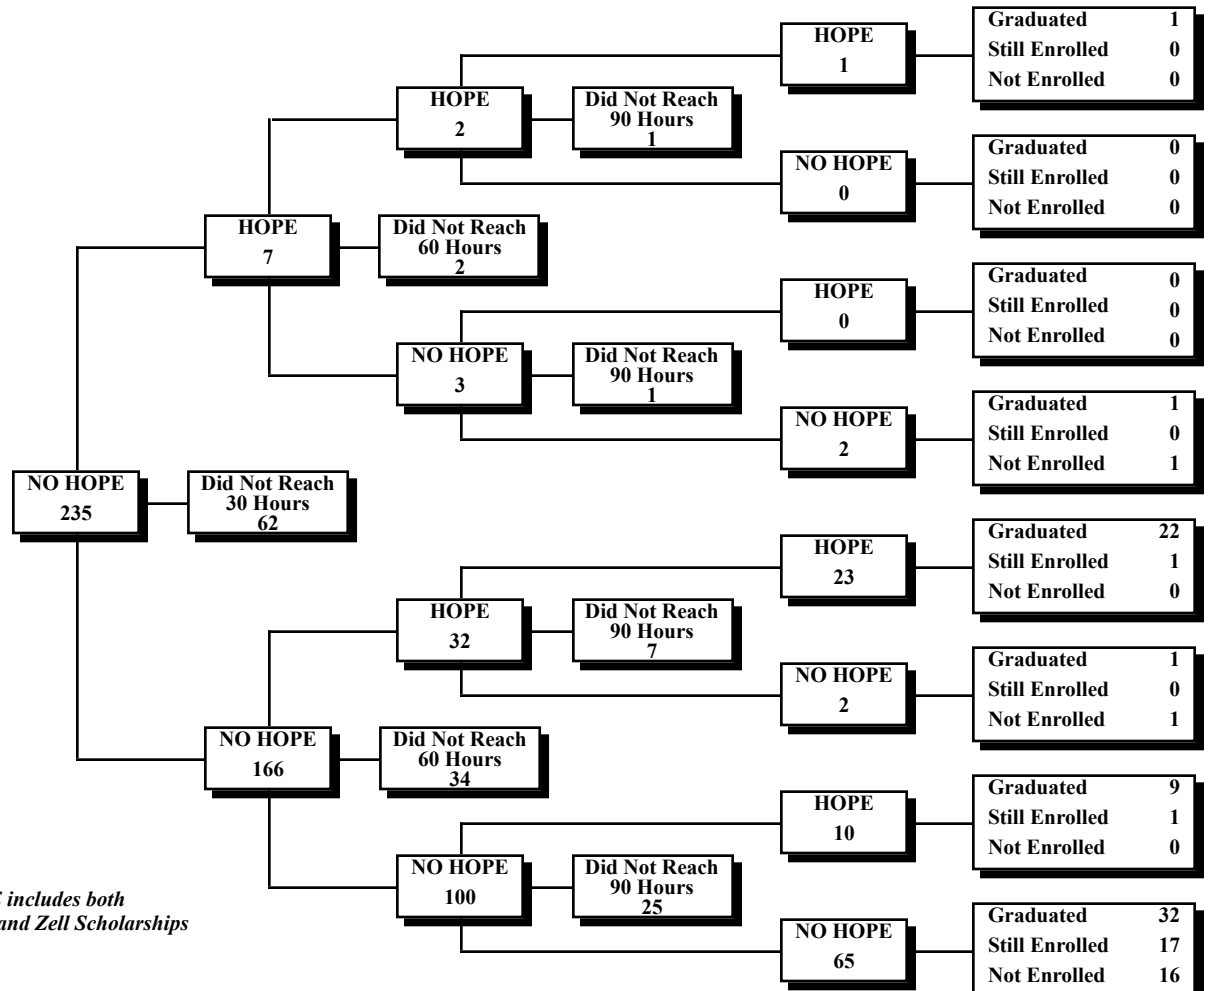 Graduated 1
Still Enrolled 0
Not Enrolled 0
HOPE
1
HOPE
2
Did Not Reach
90 Hours
1
NO HOPE
0
Graduated 0
Still Enrolled 0
Not Enrolled 0
HOPE
7
Did Not Reach
60 Hours
2
HOPE
0
Graduated 0
Still Enrolled 0
Not Enrolled 0
NO HOPE
3
Did Not Reach
90 Hours
1
NO HOPE
2
Graduated 1
Still Enrolled 0
Not Enrolled 1
NO HOPE
235
Did Not Reach
30 Hours
62
HOPE
23
Graduated 22
Still Enrolled 1
Not Enrolled 0
HOPE
32
Did Not Reach
90 Hours
7
NO HOPE
2
Graduated 1
Still Enrolled 0
Not Enrolled 1
NO HOPE
166
Did Not Reach
60 Hours
34
HOPE
10
Graduated 9
Still Enrolled 1
Not Enrolled 0
NO HOPE
100
Did Not Reach
90 Hours
25
NO HOPE
65
Graduated 32
Still Enrolled 17
Not Enrolled 16
includes both
and Zell Scholarships